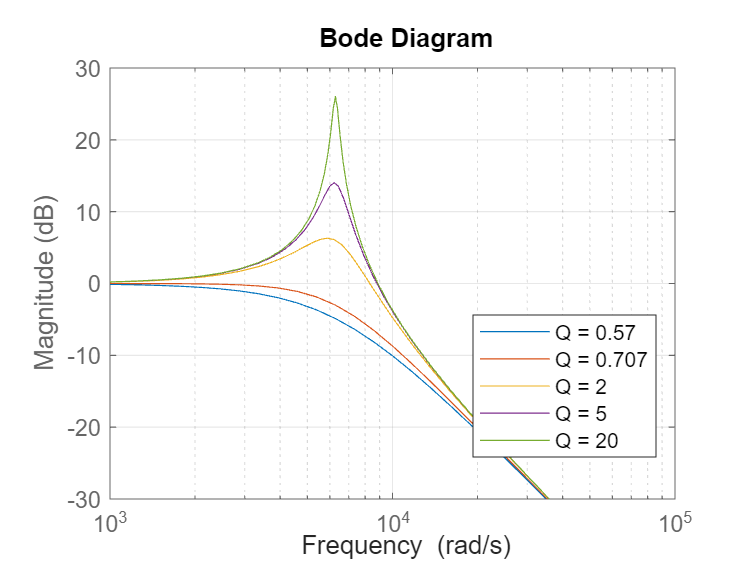 Bode Diagram
30
20
10
0
-10
-20
-30
Magnitude (dB)
10³ 10⁴ 10⁵
Frequency (rad/s)
Q = 0.57
Q = 0.707
Q = 2
Q = 5
Q = 20